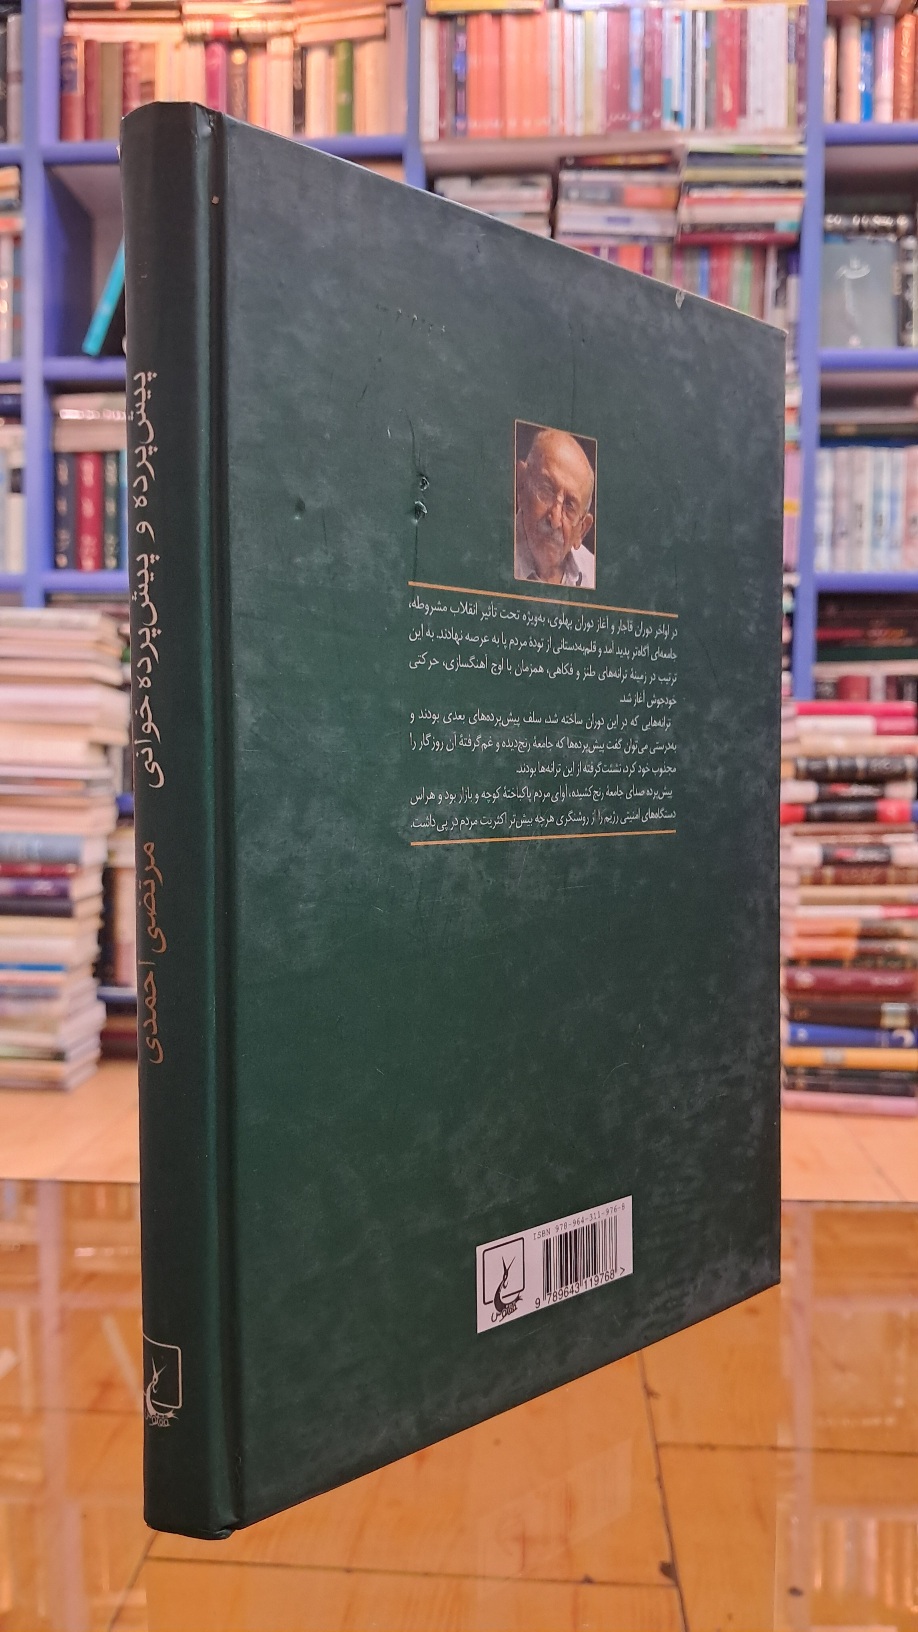 پیش‌پرده و پیش‌پرده‌خوانی
مرتضی احمدی
در اواخر دوران قاجار و آغاز دوران پهلوی، به‌ویژه تحت تأثیر انقلاب مشروطه،
جامعه‌ای آگاه‌تر پدید آمد و قلم‌به‌دستانی از تودهٔ مردم پا به عرصه نهادند. به این
ترتیب در زمینهٔ ترانه‌های طنز و فکاهی، همزمان با اوج آهنگسازی، حرکتی
خودجوش آغاز شد.
ترانه‌هایی که در این دوران ساخته شد، سلف پیش‌پرده‌های بعدی بودند و
به‌درستی می‌توان گفت پیش‌پرده‌ها که جامعهٔ رنج‌دیده و غم‌گرفتهٔ آن روزگار را
مجذوب خود کرد، نشئت‌گرفته از این ترانه‌ها بودند.
پیش‌پرده صدای جامعهٔ رنج‌کشیده، آوای مردم پاکباختهٔ کوچه و بازار بود و هراس
دستگاه‌های امنیتی رژیم را از روشنگری هرچه بیش‌تر اکثریت مردم در پی داشت.
ISBN 978-964-311-976-8
9 789643 119768 >
ققنوس